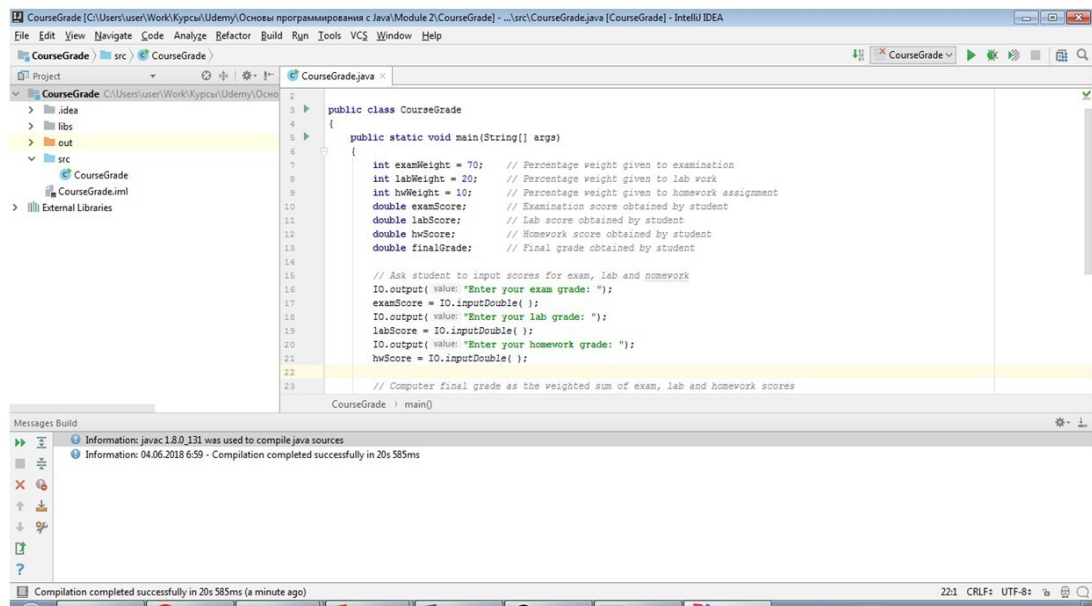 CourseGrade [C:\Users\user\Work\Курсы\Udemy\Основы программирования с Java\Module 2\CourseGrade] - ...\src\CourseGrade.java [CourseGrade] - IntelliJ IDEA
File Edit View Navigate Code Analyze Refactor Build Run Tools VCS Window Help
CourseGrade src CourseGrade CourseGrade
Project CourseGrade.java
CourseGrade C:\Users\user\Work\Курсы\Udemy\Осно
.idea
libs
out
src
CourseGrade
CourseGrade.iml
External Libraries
2
3 public class CourseGrade
4 {
5 public static void main(String[] args)
6 {
7 int examWeight = 70; // Percentage weight given to examination
8 int labWeight = 20; // Percentage weight given to lab work
9 int hwWeight = 10; // Percentage weight given to homework assignment
10 double examScore; // Examination score obtained by student
11 double labScore; // Lab score obtained by student
12 double hwScore; // Homework score obtained by student
13 double finalGrade; // Final grade obtained by student
14
15 // Ask student to input scores for exam, lab and nomework
16 IO.output( value: "Enter your exam grade: ");
17 examScore = IO.inputDouble( );
18 IO.output( value: "Enter your lab grade: ");
19 labScore = IO.inputDouble( );
20 IO.output( value: "Enter your homework grade: ");
21 hwScore = IO.inputDouble( );
22
23 // Computer final grade as the weighted sum of exam, lab and homework scores
CourseGrade > main()
Messages Build
Information: javac 1.8.0_131 was used to compile java sources
Information: 04.06.2018 6:59 - Compilation completed successfully in 20s 585ms
Compilation completed successfully in 20s 585ms (a minute ago) 22:1 CRLF÷ UTF-8÷